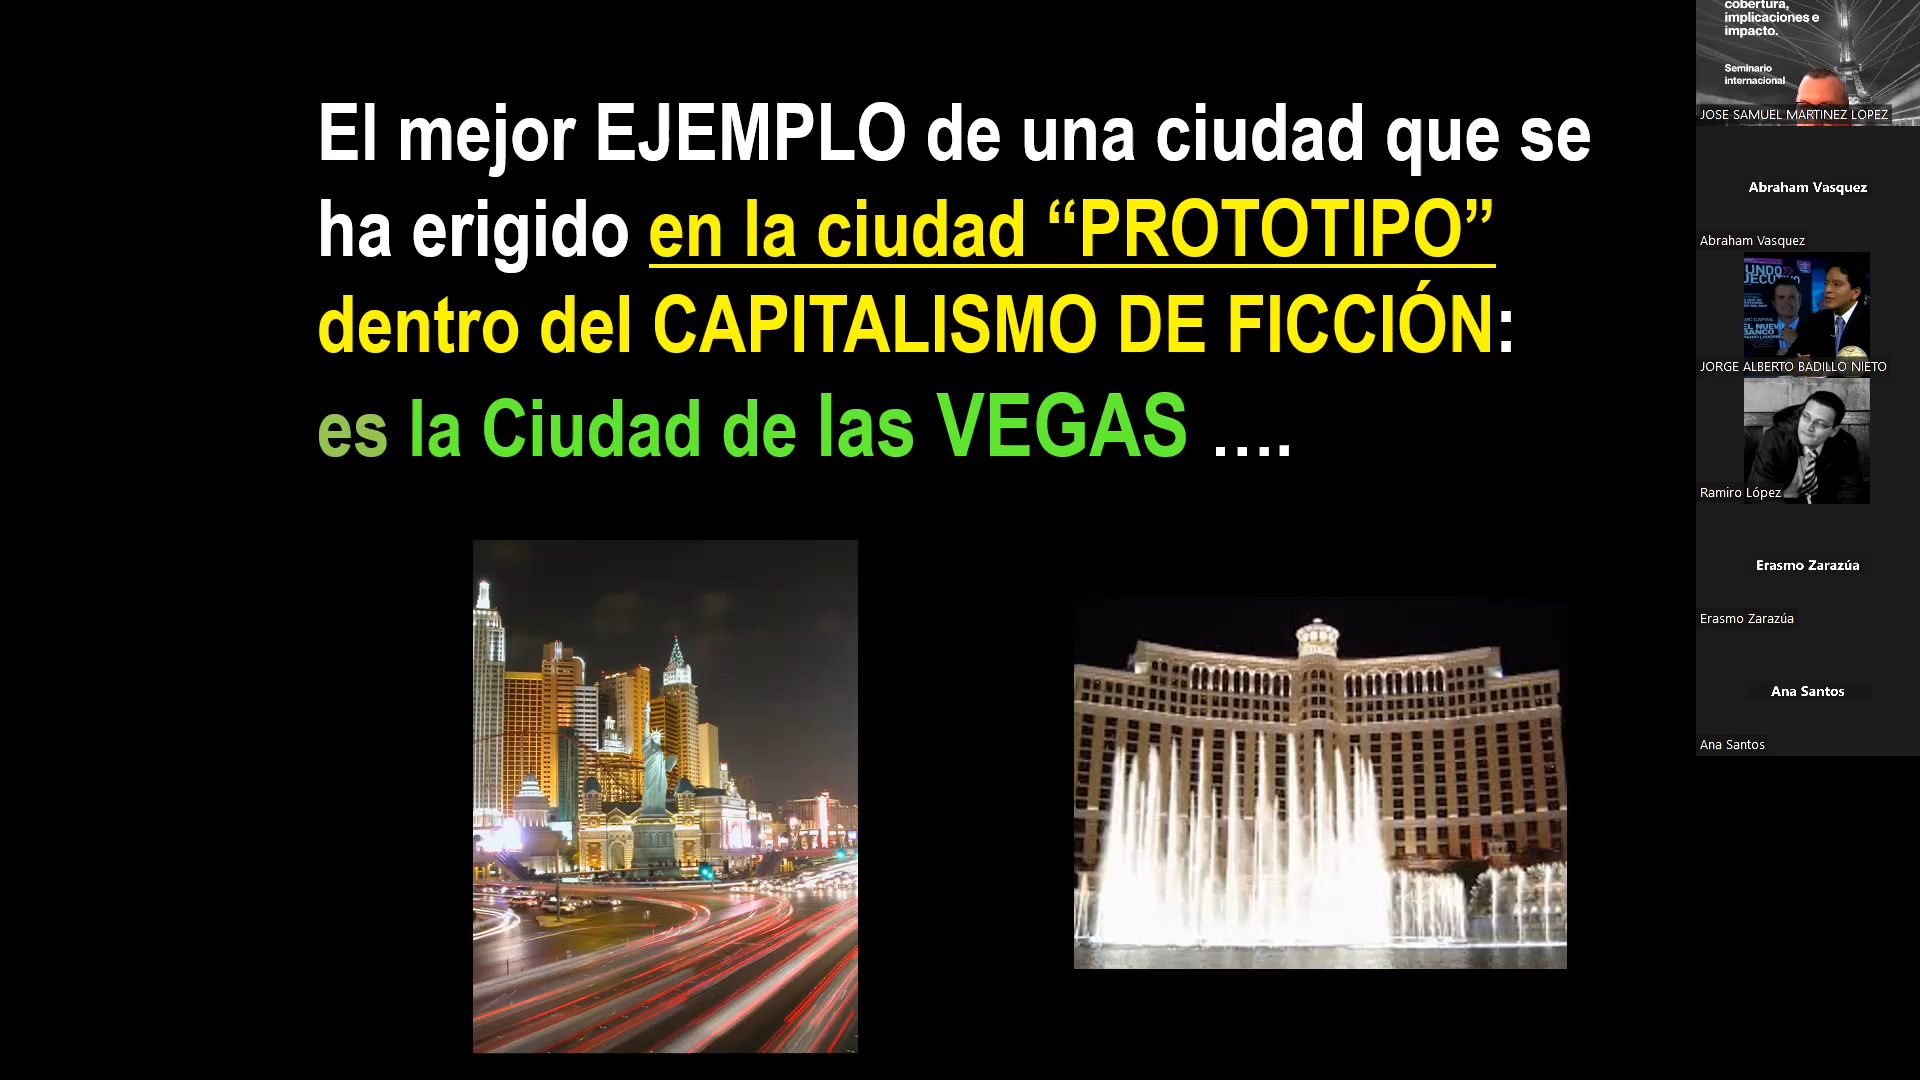 El mejor EJEMPLO de una ciudad que se
ha erigido en la ciudad “PROTOTIPO”
dentro del CAPITALISMO DE FICCIÓN:
es la Ciudad de las VEGAS ....
cobertura,
implicaciones e
impacto.
Seminario
internacional
JOSE SAMUEL MARTINEZ LOPEZ
Abraham Vasquez
Abraham Vasquez
JORGE ALBERTO BADILLO NIETO
Ramiro López
Erasmo Zarazúa
Erasmo Zarazúa
Ana Santos
Ana Santos